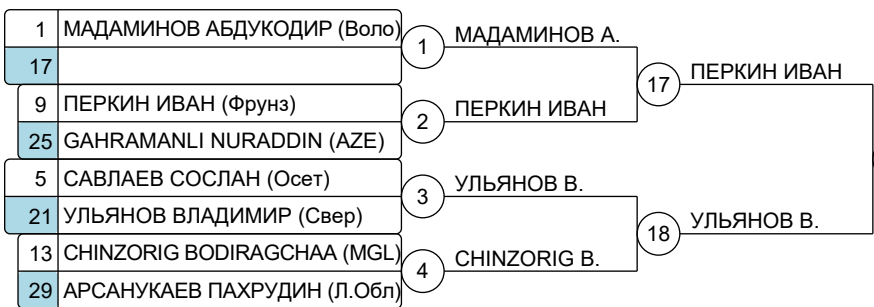 1 МАДАМИНОВ АБДУКОДИР (Воло)
17
1 МАДАМИНОВ А.
9 ПЕРКИН ИВАН (Фрунз)
25 GAHRAMANLI NURADDIN (AZE)
2 ПЕРКИН ИВАН
17 ПЕРКИН ИВАН
5 САВЛАЕВ СОСЛАН (Осет)
21 УЛЬЯНОВ ВЛАДИМИР (Свер)
3 УЛЬЯНОВ В.
13 CHINZORIG BODIRAGCHAA (MGL)
29 АРСАНУКАЕВ ПАХРУДИН (Л.Обл)
4 CHINZORIG B.
18 УЛЬЯНОВ В.